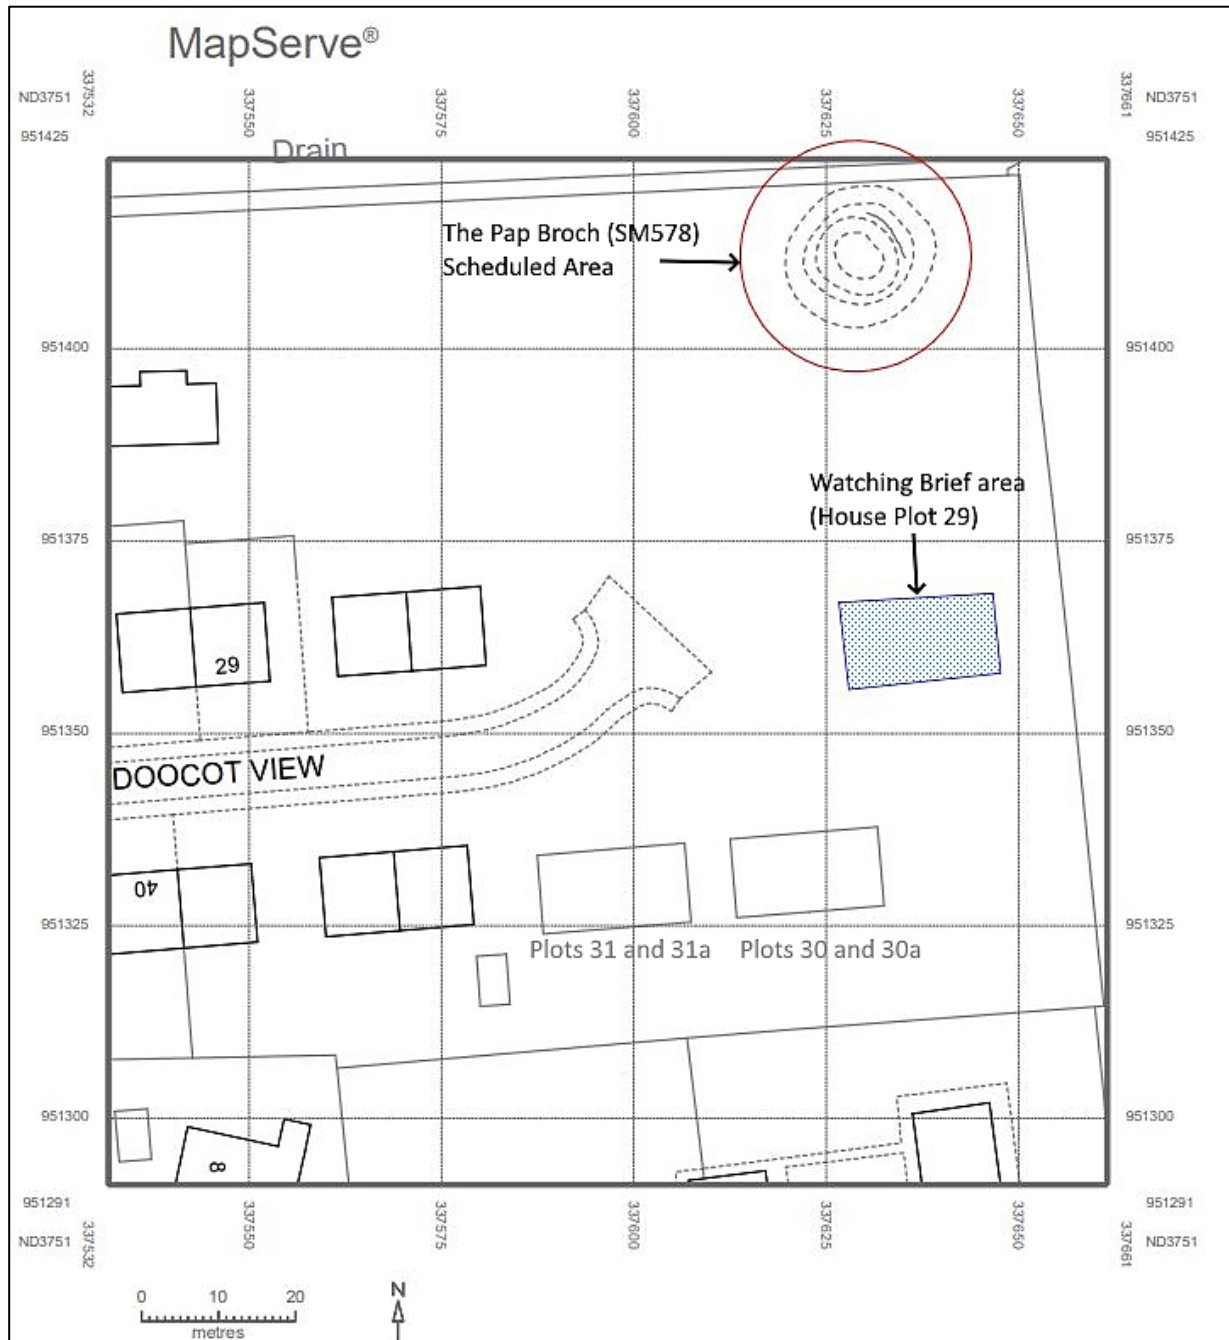 MapServe®
ND3751
337532
337550
337575
337600
337625
337650
337661
ND3751
951425
951425
Drain
The Pap Broch (SM578)
Scheduled Area
951400
951400
Watching Brief area
(House Plot 29)
951375
951375
29
951350
951350
DOOCOT VIEW
40
951325
951325
Plots 31 and 31a
Plots 30 and 30a
951300
951300
8
951291
951291
ND3751
337532
337550
337575
337600
337625
337650
337661
ND3751
0 10 20
metres
N